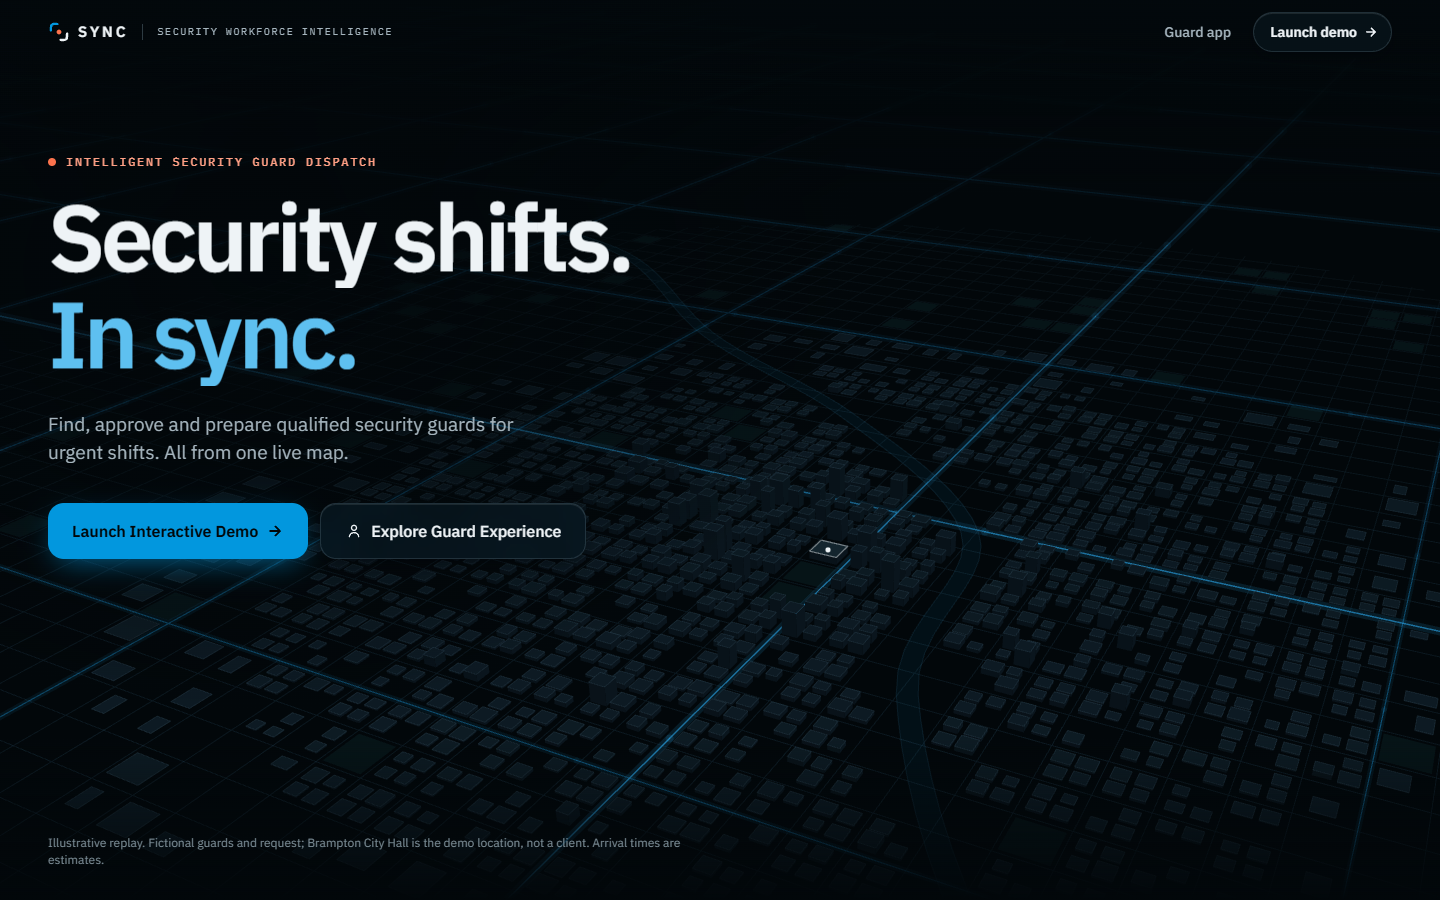 SYNC
SECURITY WORKFORCE INTELLIGENCE
Guard app
Launch demo
INTELLIGENT SECURITY GUARD DISPATCH
Security shifts.
In sync.
Find, approve and prepare qualified security guards for
urgent shifts. All from one live map.
Launch Interactive Demo
Explore Guard Experience
Illustrative replay. Fictional guards and request; Brampton City Hall is the demo location, not a client. Arrival times are
estimates.